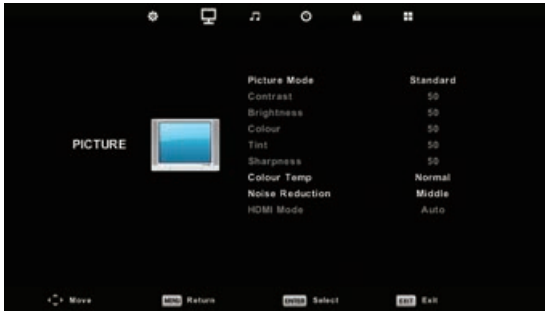 Picture Mode Standard
Contrast 50
Brightness 50
Colour 50
PICTURE
Tint 50
Sharpness 50
Colour Temp Normal
Noise Reduction Middle
HDMI Mode Auto
Move MENU Return ENTER Select EXIT Exit